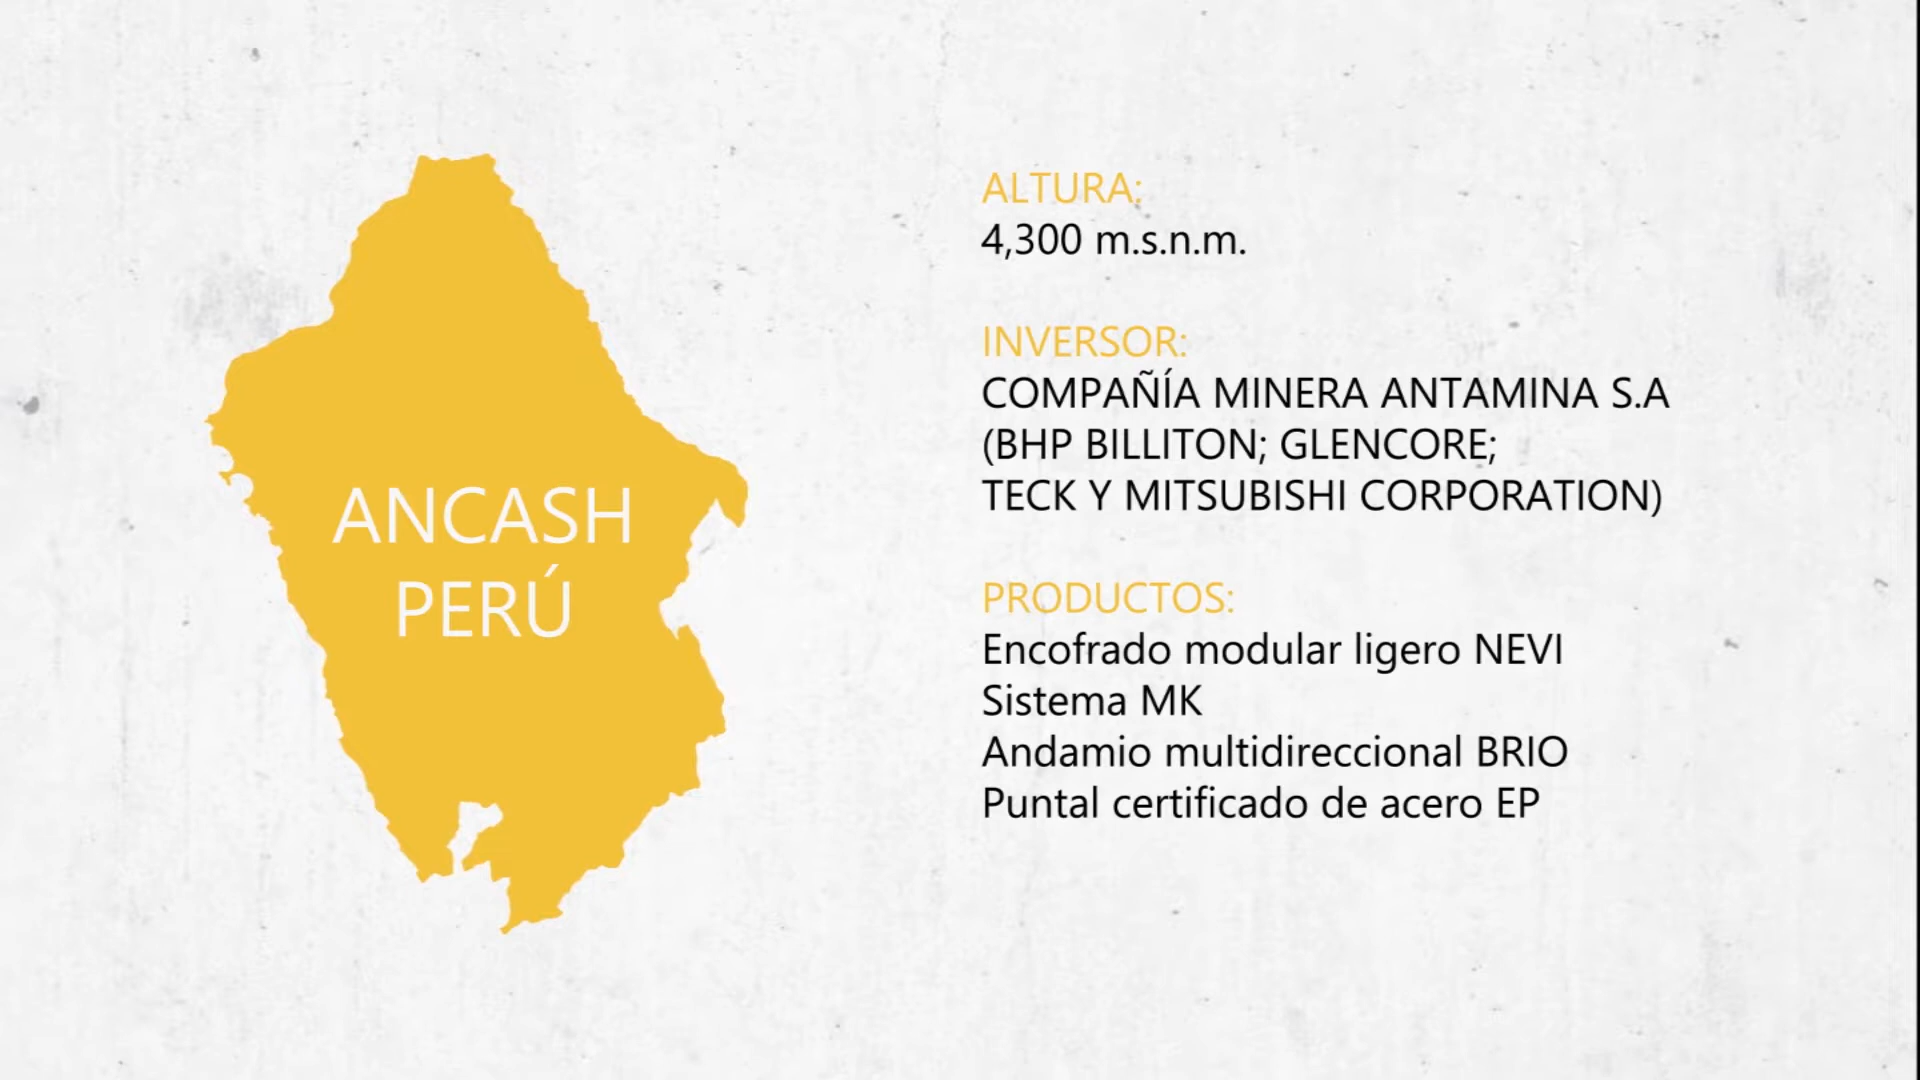 ANCASH
PERÚ
ALTURA:
4,300 m.s.n.m.
INVERSOR:
COMPAÑÍA MINERA ANTAMINA S.A
(BHP BILLITON; GLENCORE;
TECK Y MITSUBISHI CORPORATION)
PRODUCTOS:
Encofrado modular ligero NEVI
Sistema MK
Andamio multidireccional BRIO
Puntal certificado de acero EP